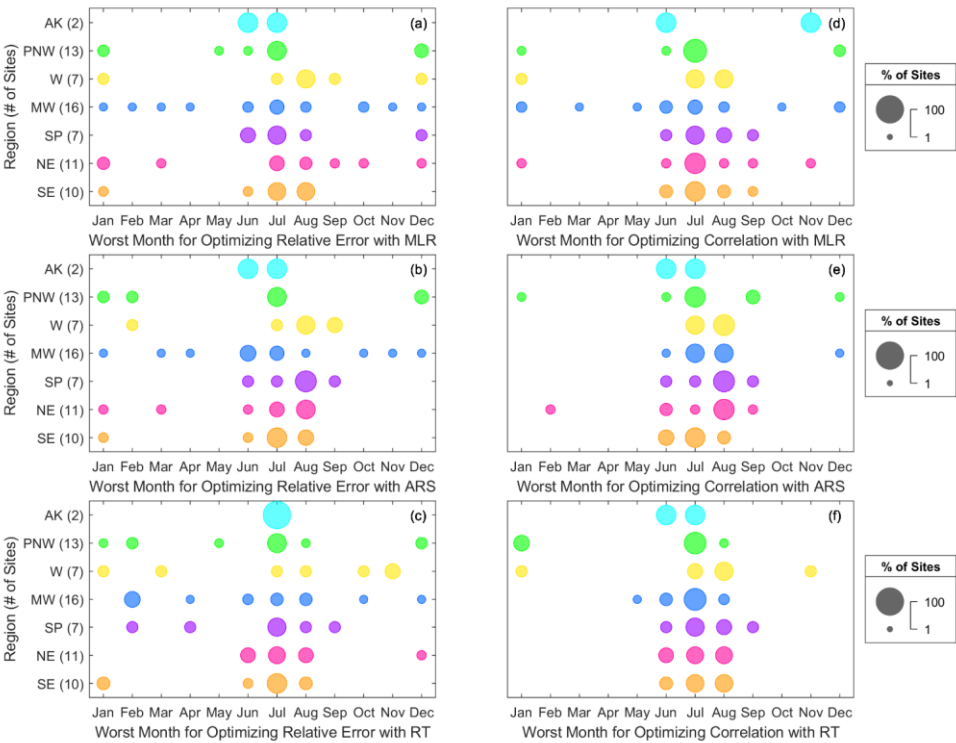 Region (# of Sites)
AK (2)
PNW (13)
W (7)
MW (16)
SP (7)
NE (11)
SE (10)
(a)
Jan Feb Mar Apr May Jun Jul Aug Sep Oct Nov Dec
Worst Month for Optimizing Relative Error with MLR
(d)
Jan Feb Mar Apr May Jun Jul Aug Sep Oct Nov Dec
Worst Month for Optimizing Correlation with MLR
% of Sites
100
1
Region (# of Sites)
AK (2)
PNW (13)
W (7)
MW (16)
SP (7)
NE (11)
SE (10)
(b)
Jan Feb Mar Apr May Jun Jul Aug Sep Oct Nov Dec
Worst Month for Optimizing Relative Error with ARS
(e)
Jan Feb Mar Apr May Jun Jul Aug Sep Oct Nov Dec
Worst Month for Optimizing Correlation with ARS
% of Sites
100
1
Region (# of Sites)
AK (2)
PNW (13)
W (7)
MW (16)
SP (7)
NE (11)
SE (10)
(c)
Jan Feb Mar Apr May Jun Jul Aug Sep Oct Nov Dec
Worst Month for Optimizing Relative Error with RT
(f)
Jan Feb Mar Apr May Jun Jul Aug Sep Oct Nov Dec
Worst Month for Optimizing Correlation with RT
% of Sites
100
1